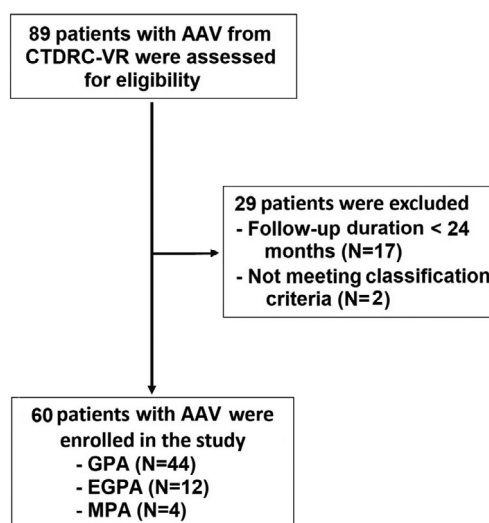 89 patients with AAV from
CTDRC-VR were assessed
for eligibility
29 patients were excluded
- Follow-up duration < 24
months (N=17)
- Not meeting classification
criteria (N=2)
60 patients with AAV were
enrolled in the study
- GPA (N=44)
- EGPA (N=12)
- MPA (N=4)